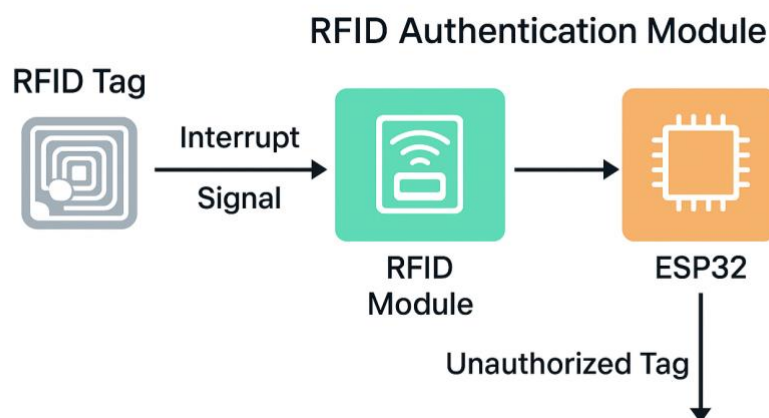 RFID Authentication Module
RFID Tag
Interrupt
Signal
RFID
Module
ESP32
Unauthorized Tag